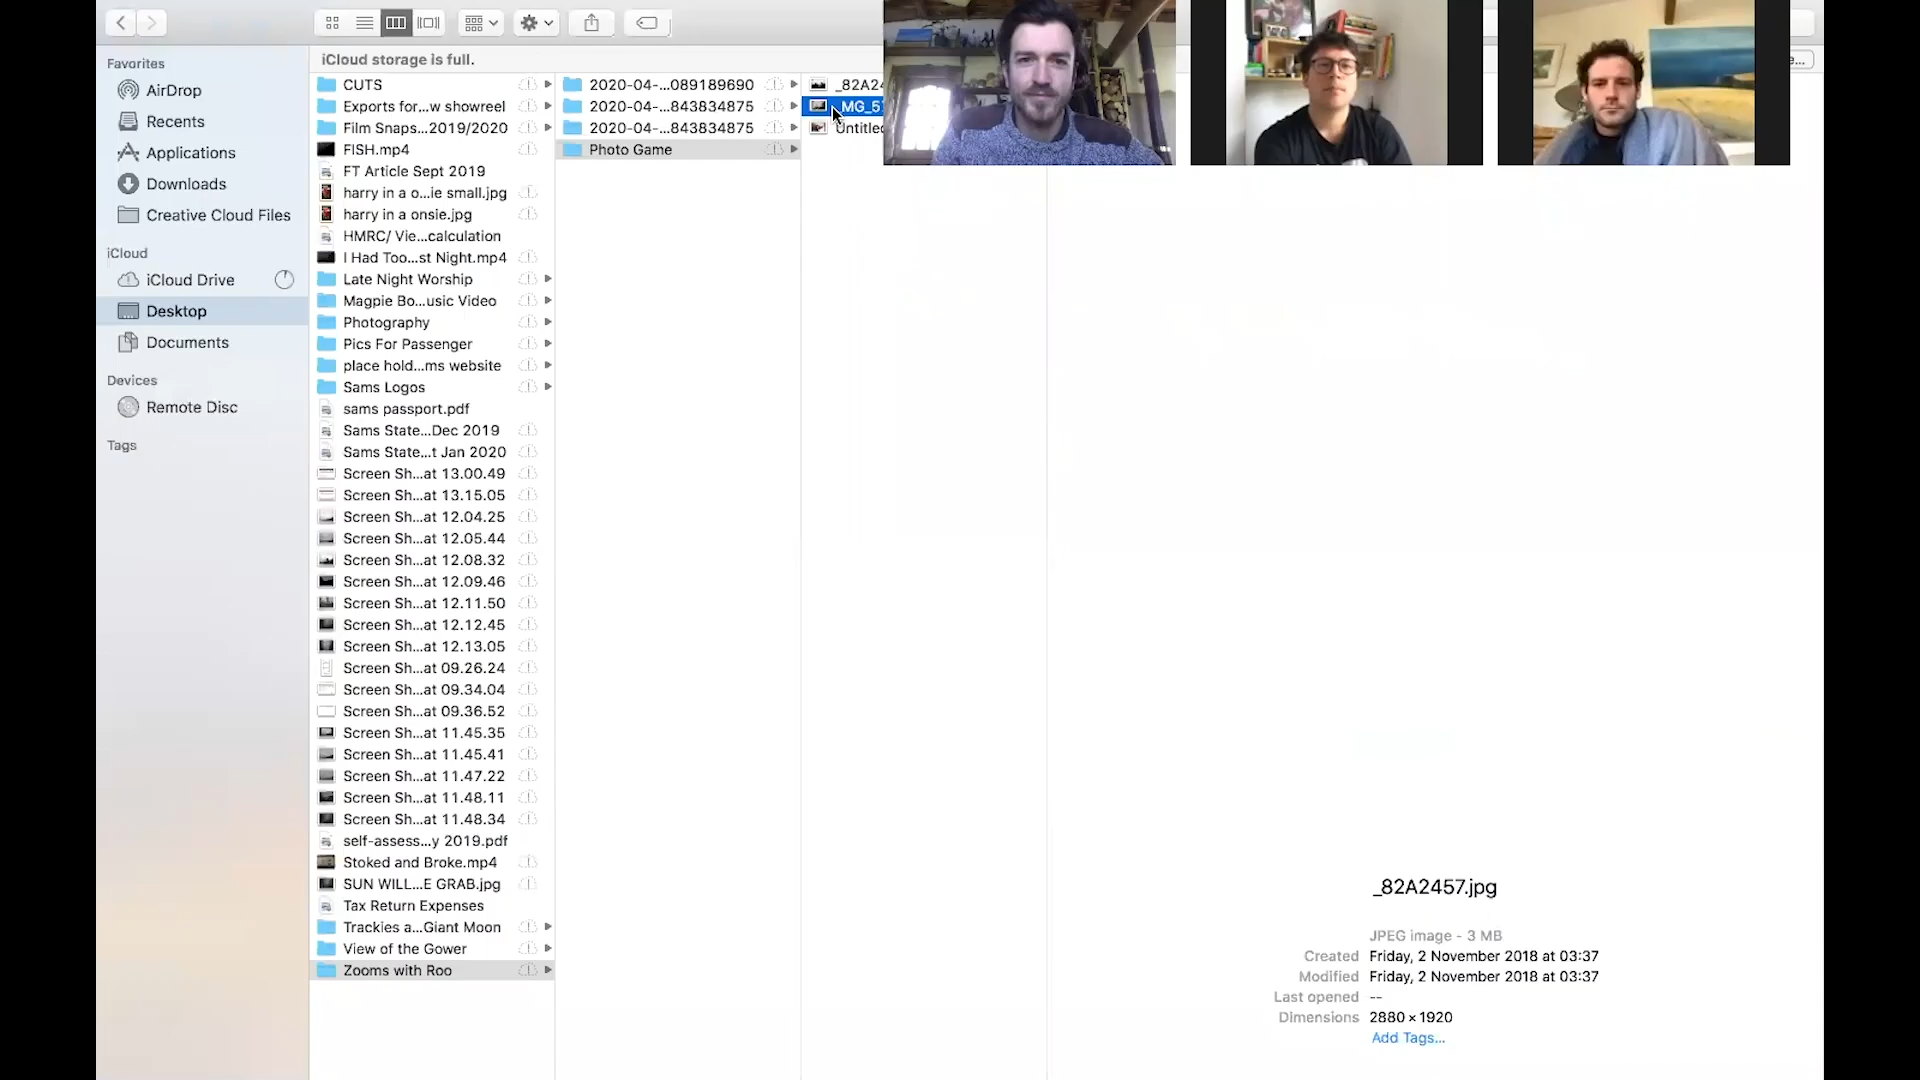 iCloud storage is full.
Favorites
AirDrop
Recents
Applications
Downloads
Creative Cloud Files
iCloud
iCloud Drive
Desktop
Documents
Devices
Remote Disc
Tags
CUTS
Exports for...w showreel
Film Snaps...2019/2020
FISH.mp4
FT Article Sept 2019
harry in a o...ie small.jpg
harry in a onsie.jpg
HMRC/ Vie...calculation
I Had Too...st Night.mp4
Late Night Worship
Magpie Bo...usic Video
Photography
Pics For Passenger
place hold...ms website
Sams Logos
sams passport.pdf
Sams State...Dec 2019
Sams State...t Jan 2020
Screen Sh...at 13.00.49
Screen Sh...at 13.15.05
Screen Sh...at 12.04.25
Screen Sh...at 12.05.44
Screen Sh...at 12.08.32
Screen Sh...at 12.09.46
Screen Sh...at 12.11.50
Screen Sh...at 12.12.45
Screen Sh...at 12.13.05
Screen Sh...at 09.26.24
Screen Sh...at 09.34.04
Screen Sh...at 09.36.52
Screen Sh...at 11.45.35
Screen Sh...at 11.45.41
Screen Sh...at 11.47.22
Screen Sh...at 11.48.11
Screen Sh...at 11.48.34
self-assess...y 2019.pdf
Stoked and Broke.mp4
SUN WILL...E GRAB.jpg
Tax Return Expenses
Trackies a...Giant Moon
View of the Gower
Zooms with Roo
2020-04-...089189690
2020-04-...843834875
2020-04-...843834875
Photo Game
_82A24
_MG_5
Untitled
_82A2457.jpg
JPEG image - 3 MB
Created Friday, 2 November 2018 at 03:37
Modified Friday, 2 November 2018 at 03:37
Last opened --
Dimensions 2880 × 1920
Add Tags...